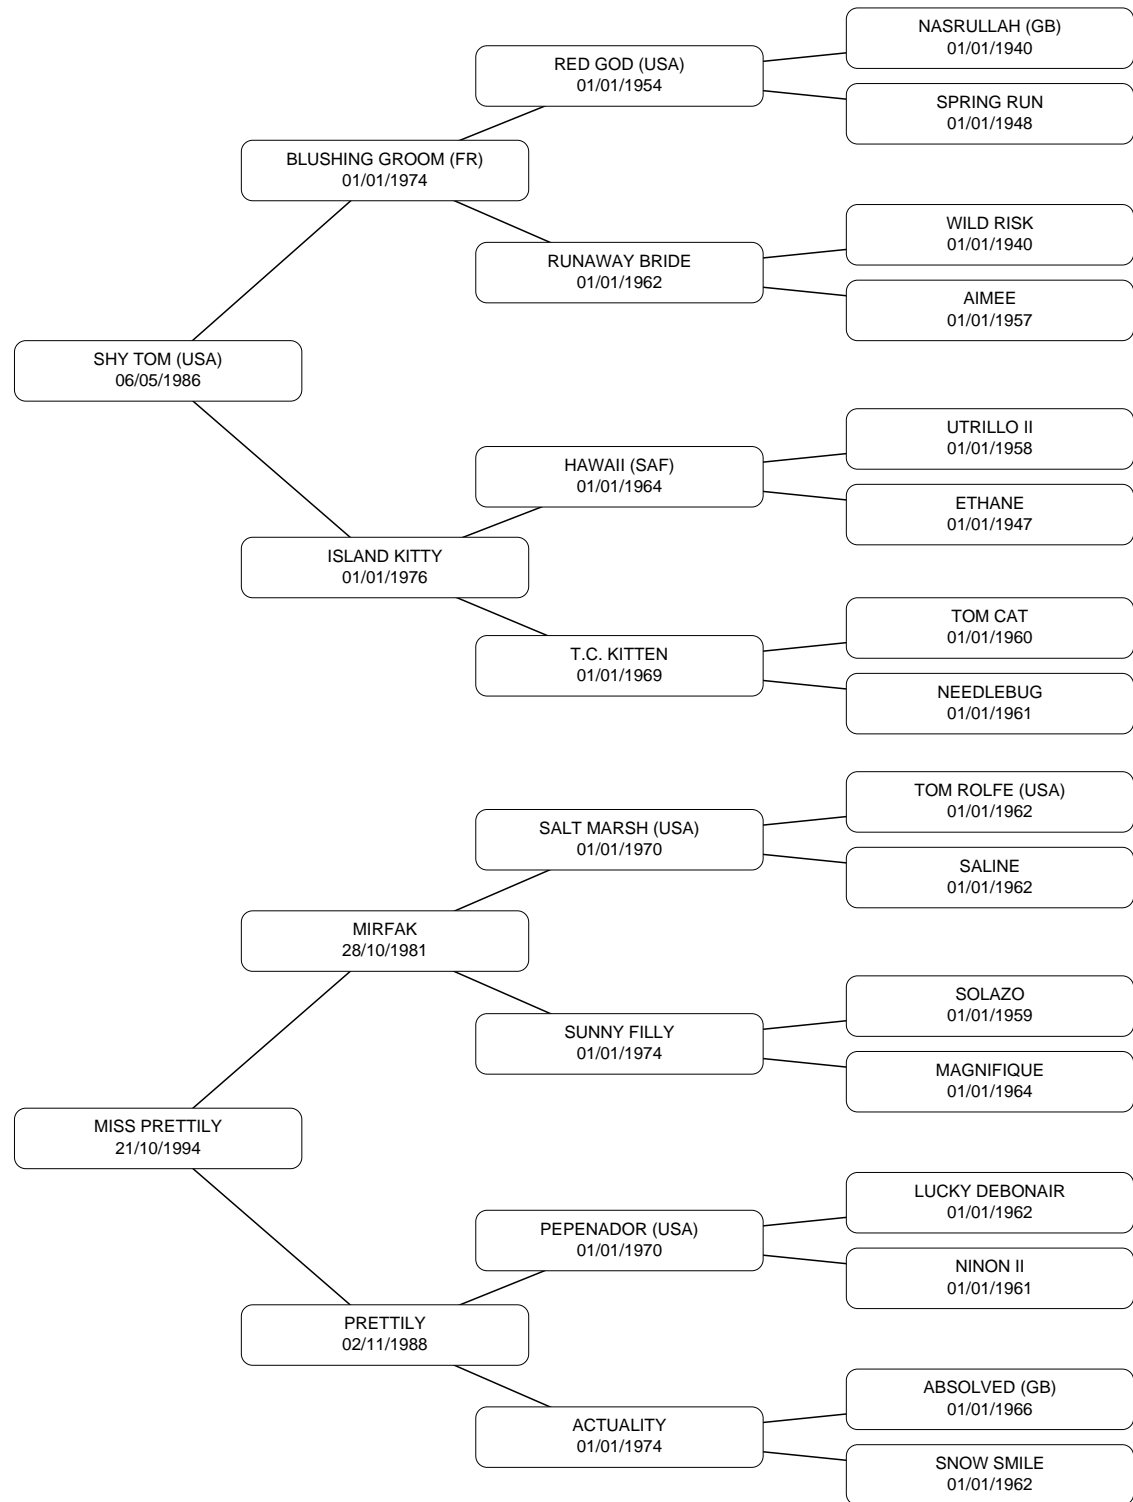 NASRULLAH (GB)
01/01/1940
RED GOD (USA)
01/01/1954
SPRING RUN
01/01/1948
BLUSHING GROOM (FR)
01/01/1974
WILD RISK
01/01/1940
RUNAWAY BRIDE
01/01/1962
AIMEE
01/01/1957
SHY TOM (USA)
06/05/1986
UTRILLO II
01/01/1958
HAWAII (SAF)
01/01/1964
ETHANE
01/01/1947
ISLAND KITTY
01/01/1976
TOM CAT
01/01/1960
T.C. KITTEN
01/01/1969
NEEDLEBUG
01/01/1961
TOM ROLFE (USA)
01/01/1962
SALT MARSH (USA)
01/01/1970
SALINE
01/01/1962
MIRFAK
28/10/1981
SOLAZO
01/01/1959
SUNNY FILLY
01/01/1974
MAGNIFIQUE
01/01/1964
MISS PRETTILY
21/10/1994
LUCKY DEBONAIR
01/01/1962
PEPENADOR (USA)
01/01/1970
NINON II
01/01/1961
PRETTILY
02/11/1988
ABSOLVED (GB)
01/01/1966
ACTUALITY
01/01/1974
SNOW SMILE
01/01/1962